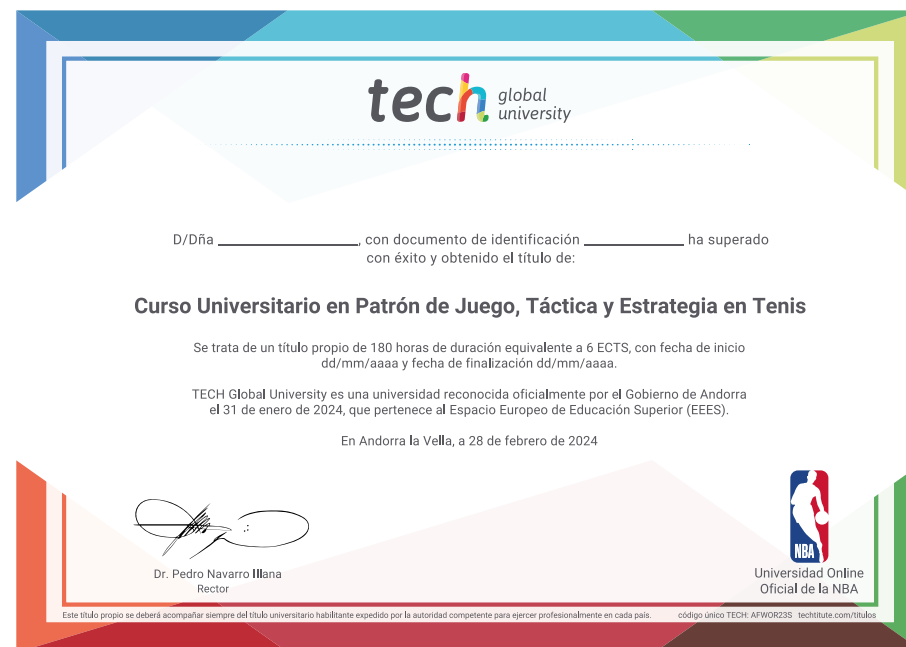 tech global university
D/Dña ____________________, con documento de identificación ______________ ha superado
con éxito y obtenido el título de:
Curso Universitario en Patrón de Juego, Táctica y Estrategia en Tenis
Se trata de un título propio de 180 horas de duración equivalente a 6 ECTS, con fecha de inicio
dd/mm/aaaa y fecha de finalización dd/mm/aaaa.
TECH Global University es una universidad reconocida oficialmente por el Gobierno de Andorra
el 31 de enero de 2024, que pertenece al Espacio Europeo de Educación Superior (EEES).
En Andorra la Vella, a 28 de febrero de 2024
Dr. Pedro Navarro Illana
Rector
NBA
Universidad Online
Oficial de la NBA
Este título propio se deberá acompañar siempre del título universitario habilitante expedido por la autoridad competente para ejercer profesionalmente en cada país. código único TECH: AFWOR23S techtitute.com/titulos